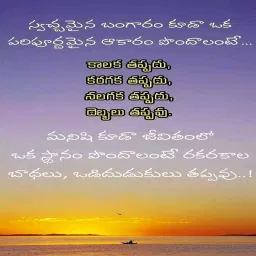 స్వచ్ఛమైన బంగారం కూడా ఒక
పరిపూర్ణమైన ఆకారం పొందాలంటే...
కాలక తప్పదు,
కరగక తప్పదు,
నలగక తప్పదు,
దెబ్బలు తప్పవు.
మనిషి కూడా జీవితంలో
ఒక స్థానం పొందాలంటే రకరకాల
బాధలు, ఒడిదుడుకులు తప్పవు..!